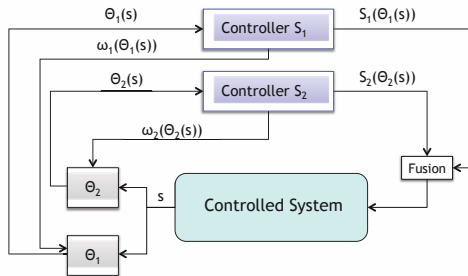 Θ₁(s)
Controller S₁
S₁(Θ₁(s))
ω₁(Θ₁(s))
Θ₂(s)
Controller S₂
S₂(Θ₂(s))
ω₂(Θ₂(s))
Fusion
Θ₂
s
Controlled System
Θ₁